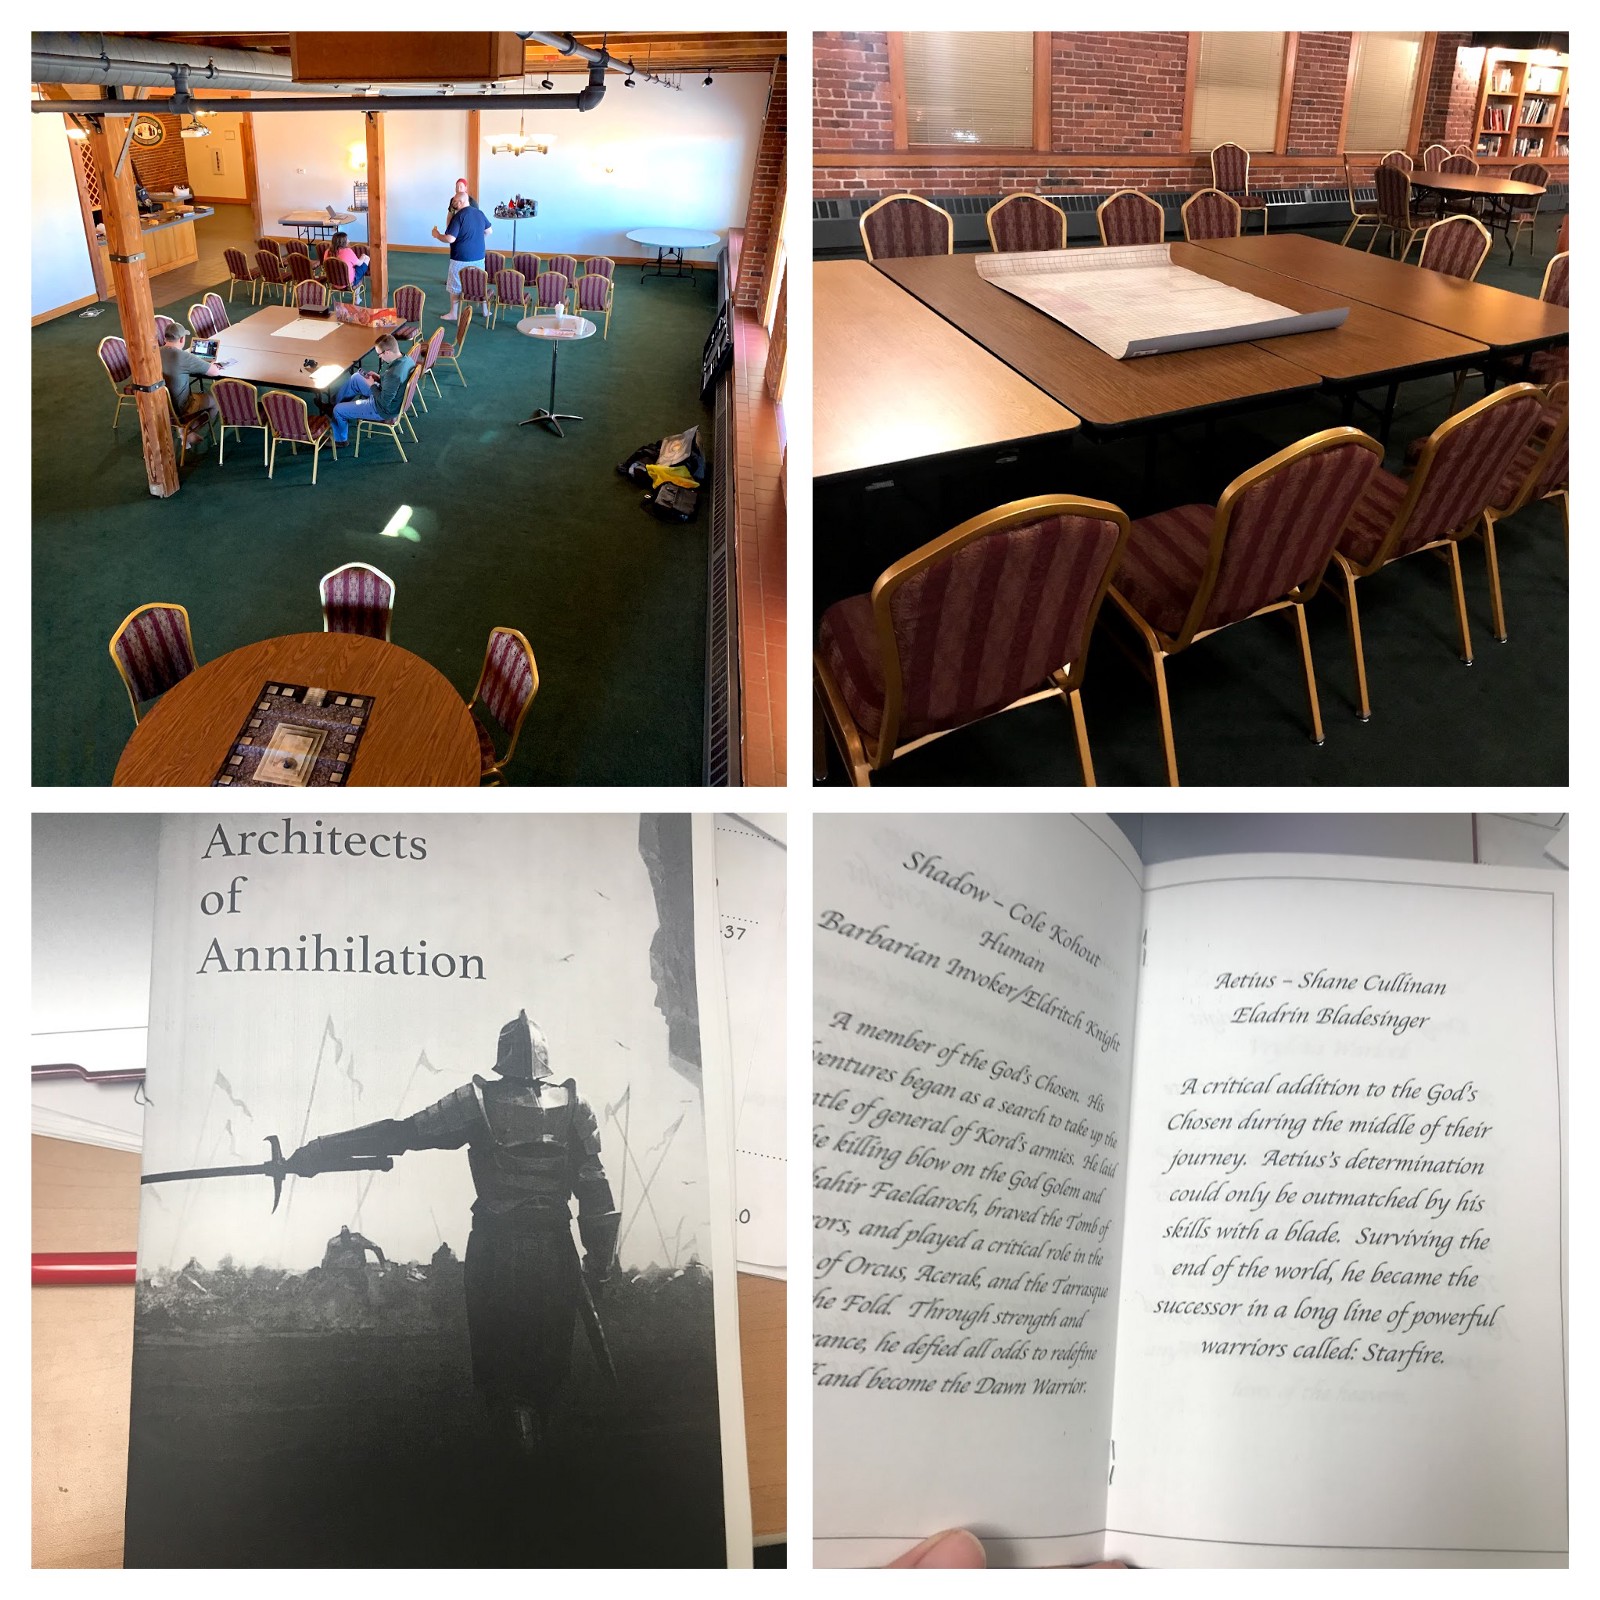 Architects
of
Annihilation
37
.0
Shadow – Cole Kohout
Human
Barbarian Invoker/Eldritch Knight
A member of the God's Chosen. His
began as a search to take up the
of general of Kord's armies. He laid
killing blow on the God Golem and
Faeldaroch, braved the Tomb of
and played a critical role in the
of Orcus, Acerak, and the Tarrasque
Fold. Through strength and
he defied all odds to redefine
and become the Dawn Warrior.
Aetius – Shane Cullinan
Eladrin Bladesinger
A critical addition to the God's
Chosen during the middle of their
journey. Aetius's determination
could only be outmatched by his
skills with a blade. Surviving the
end of the world, he became the
successor in a long line of powerful
warriors called: Starfire.